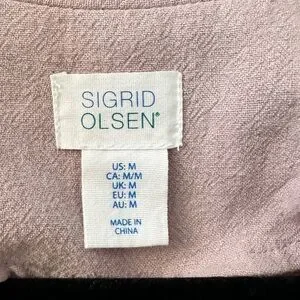 SIGRID
OLSEN®
US: M
CA: M/M
UK: M
EU: M
AU: M
MADE IN
CHINA